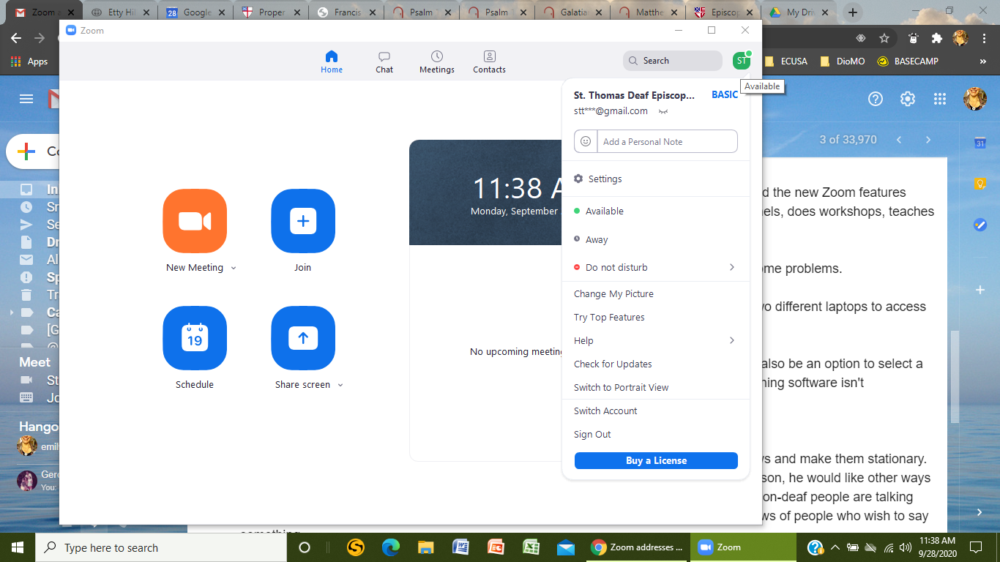 Zoom a
Etty Hil
28
Google
Proper
Francis
Psalm
Psalm
Galatia
Matthe
Episcop
My Driv
Apps
ECUSA
DioMO
BASECAMP
»
Zoom
Home
Chat
Meetings
Contacts
Search
ST
Available
St. Thomas Deaf Episcop...
BASIC
stt***@gmail.com
Add a Personal Note
Settings
Available
Away
Do not disturb
Change My Picture
Try Top Features
Help
Check for Updates
Switch to Portrait View
Switch Account
Sign Out
Buy a License
11:38 A
Monday, September
No upcoming meeting
New Meeting
Join
19
Schedule
Share screen
3 of 33,970
31
Co
In
Sn
Se
Dr
Al
Sp
Tr
Ca
[G
@
Meet
St
Jo
Hango
emil
Gero
You:
d the new Zoom features
nels, does workshops, teaches
ome problems.
wo different laptops to access
also be an option to select a
ning software isn't
ws and make them stationary.
son, he would like other ways
on-deaf people are talking
ws of people who wish to say
something
Type here to search
Zoom addresses ...
Zoom
11:38 AM
9/28/2020